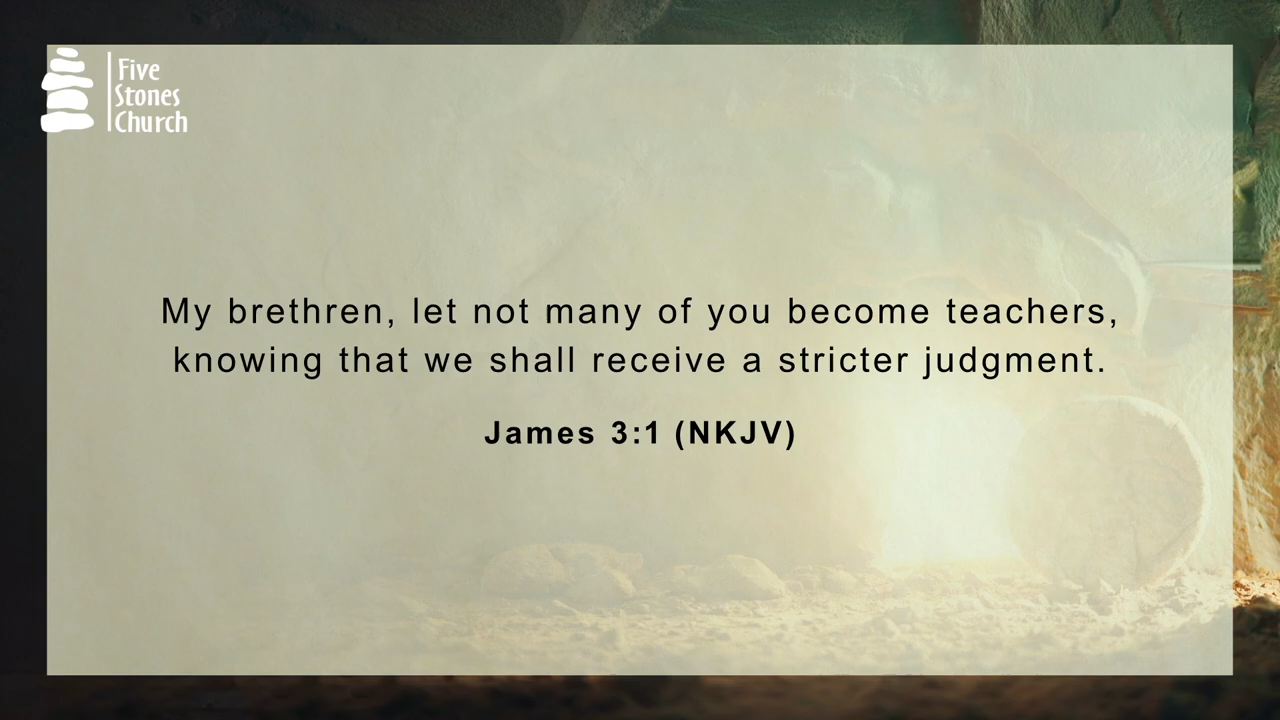 Five
Stones
Church
My brethren, let not many of you become teachers,
knowing that we shall receive a stricter judgment.
James 3:1 (NKJV)